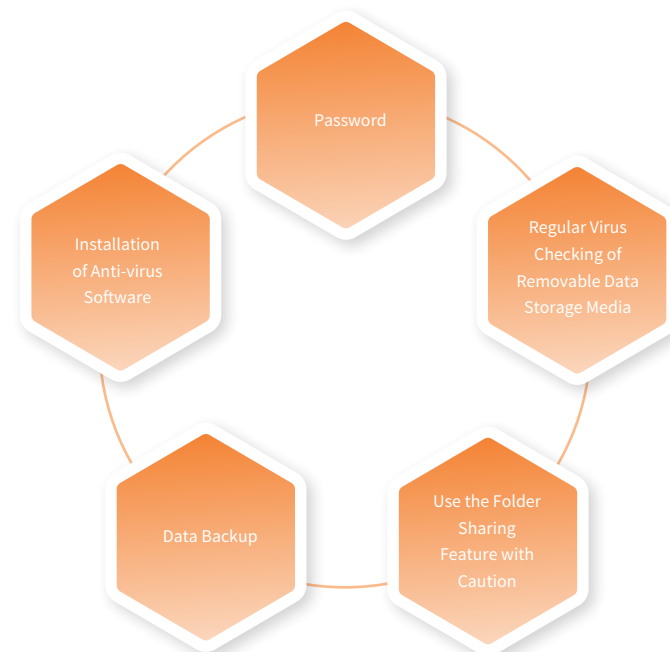 Password
Installation
of Anti-virus
Software
Regular Virus
Checking of
Removable Data
Storage Media
Data Backup
Use the Folder
Sharing
Feature with
Caution